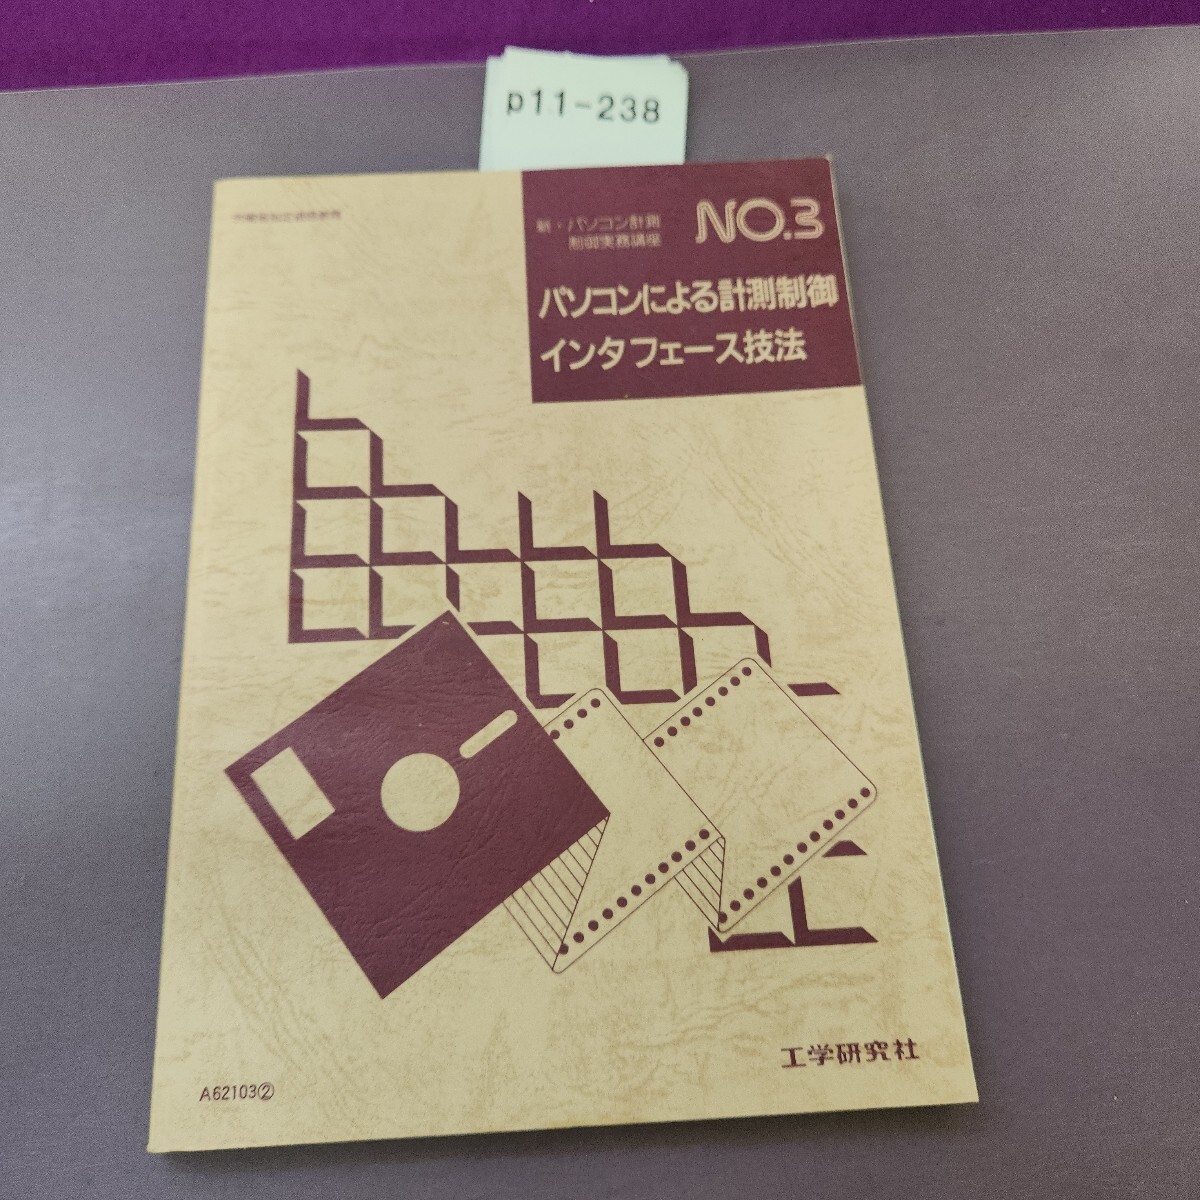 p11-238
新・パソコン計測
制御実務講座
NO.3
パソコンによる計測制御
インタフェース技法
工学研究社
A62103②